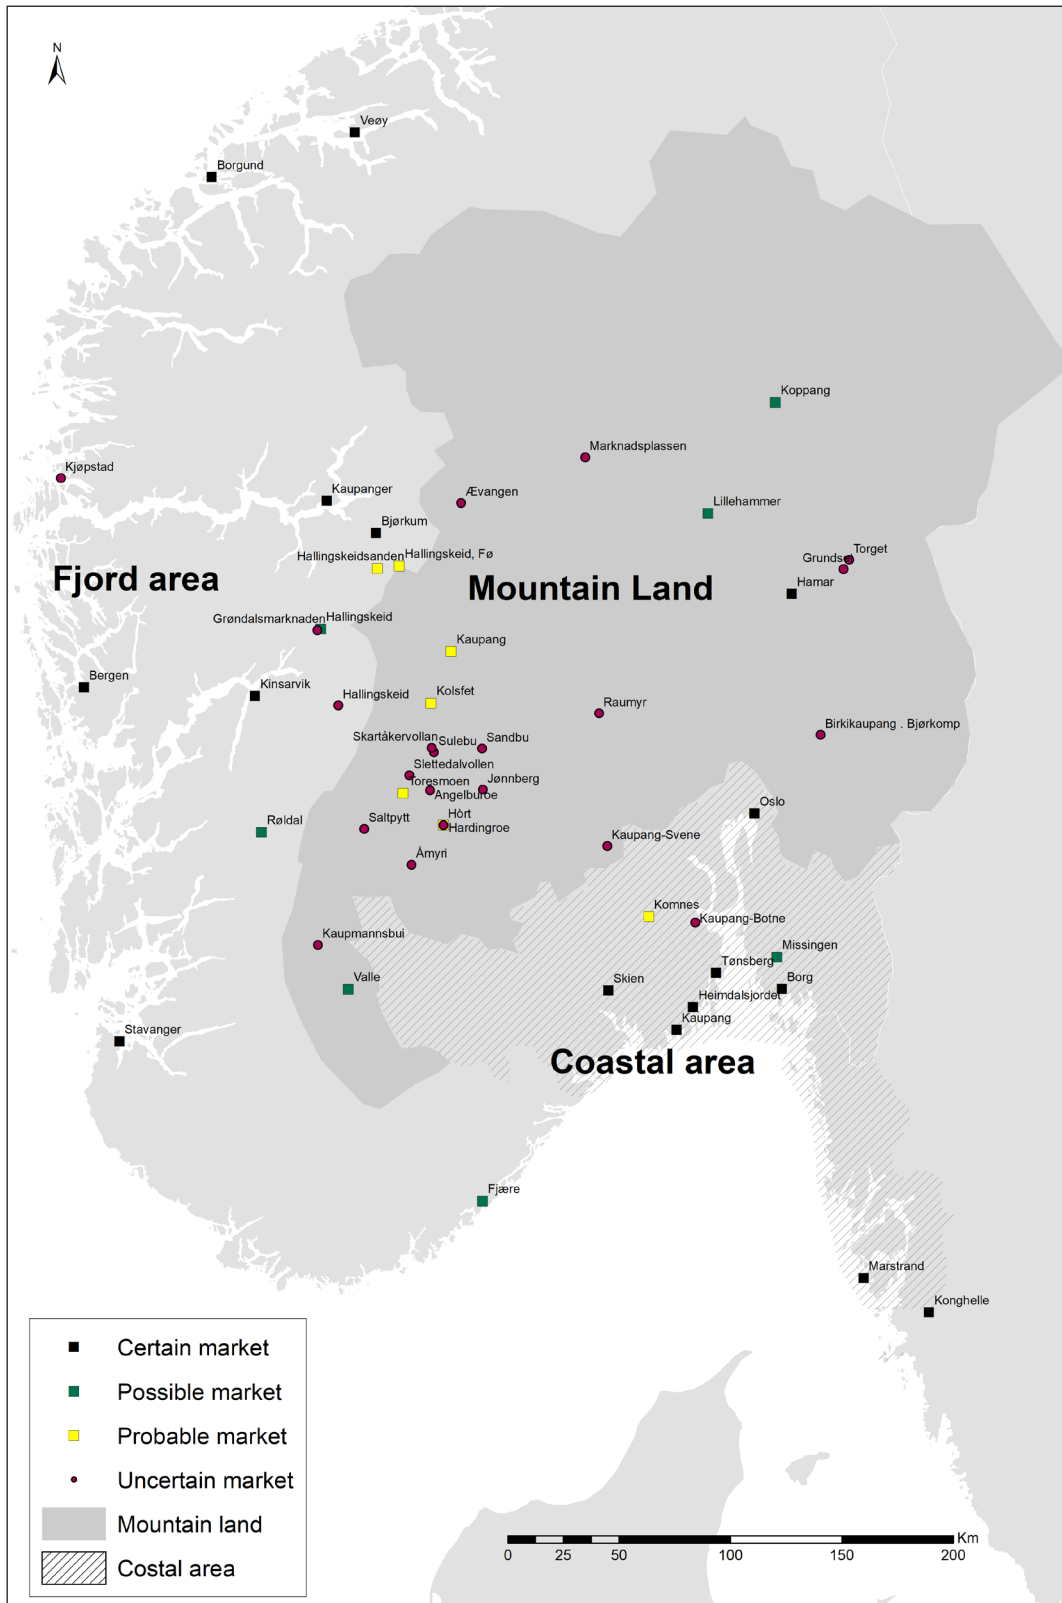 N
Veøy
Borgund
Koppang
Marknadsplassen
Kjøpstad
Kaupanger
Ævangen
Lillehammer
Bjørkum
Hallingskeidsanden
Hallingskeid, Fø
Torget
Grundset
Fjord area
Mountain Land
Hamar
Grøndalsmarknaden
Hallingskeid
Kaupang
Bergen
Kinsarvik
Hallingskeid
Kolsfet
Raumyr
Skartåkervollan
Sulebu
Sandbu
Birkikaupang . Bjørkomp
Slettedalvollen
Toresmoen
Jønnberg
Angelburoe
Oslo
Røldal
Saltpytt
Hòrt
Hardingroe
Kaupang-Svene
Åmyri
Komnes
Kaupang-Botne
Kaupmannsbui
Missingen
Tønsberg
Valle
Skien
Borg
Heimdalsjordet
Kaupang
Stavanger
Coastal area
Fjære
Marstrand
Konghelle
Certain market
Possible market
Probable market
Uncertain market
Mountain land
Costal area
Km
0 25 50 100 150 200